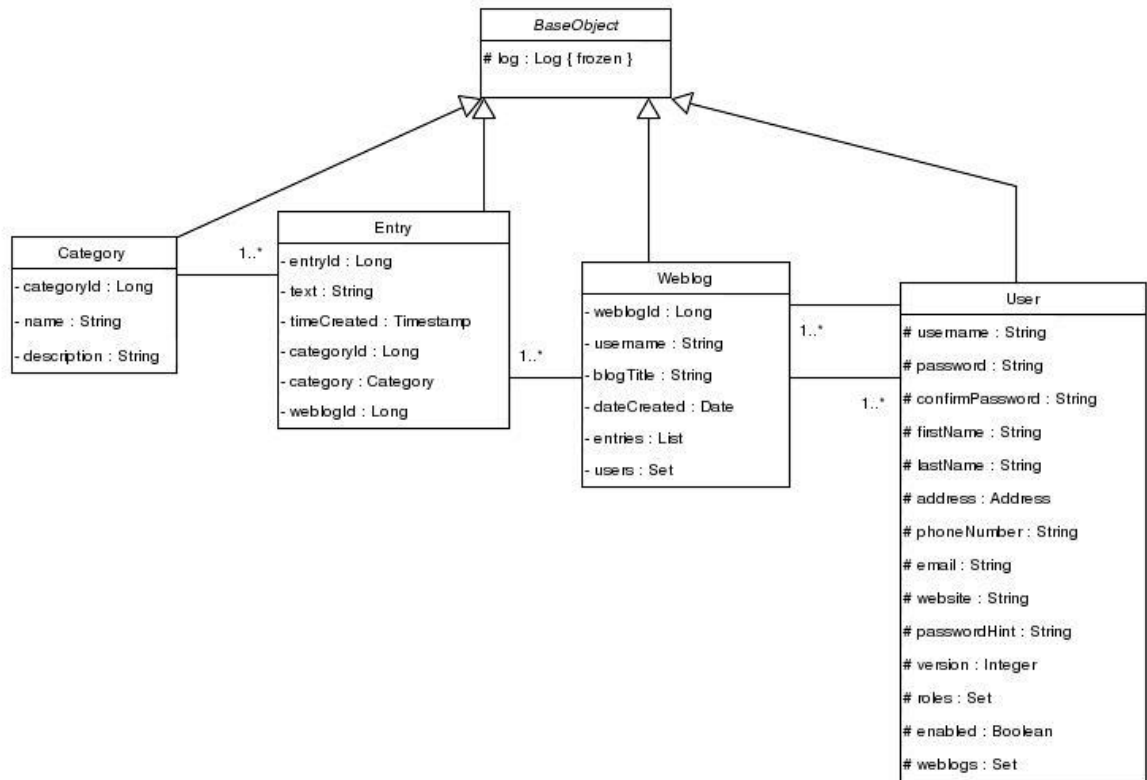 BaseObject
# log : Log { frozen }
Category
- categoryId : Long
- name : String
- description : String
1..*
Entry
- entryId : Long
- text : String
- timeCreated : Timestamp
- categoryId : Long
- category : Category
- weblogId : Long
1..*
Weblog
- weblogId : Long
- username : String
- blogTitle : String
- dateCreated : Date
- entries : List
- users : Set
1..*
1..*
User
# username : String
# password : String
# confirmPassword : String
# firstName : String
# lastName : String
# address : Address
# phoneNumber : String
# email : String
# website : String
# passwordHint : String
# version : Integer
# roles : Set
# enabled : Boolean
# weblogs : Set